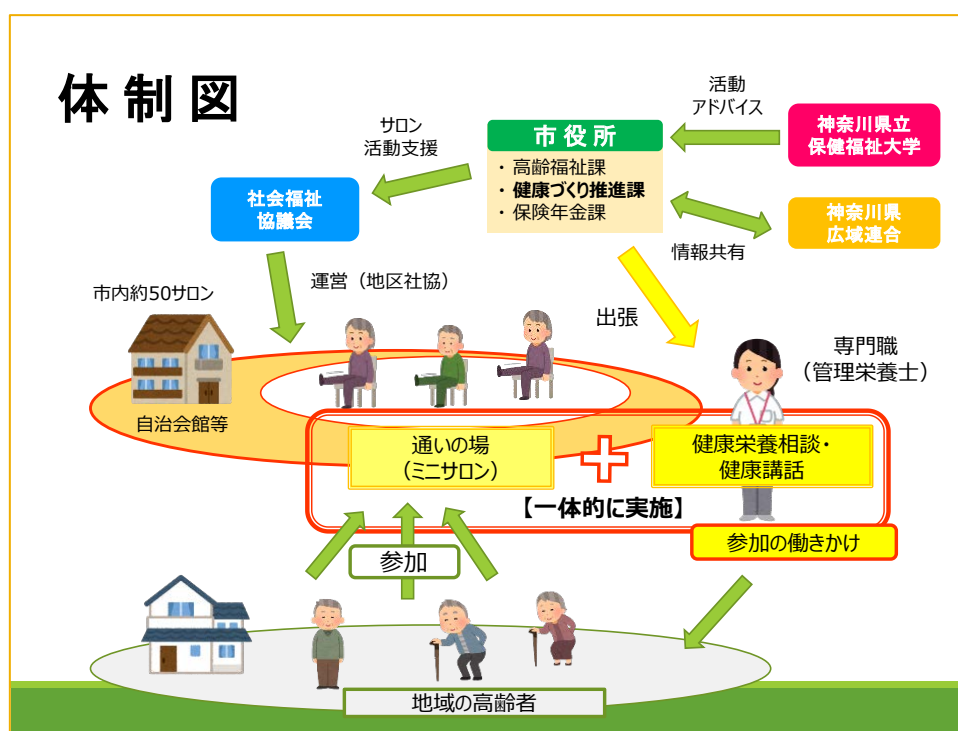 体制図
活動
アドバイス
神奈川県立
保健福祉大学
サロン
活動支援
市役所
・高齢福祉課
・健康づくり推進課
・保険年金課
社会福祉
協議会
神奈川県
広域連合
情報共有
運営（地区社協）
市内約50サロン
出張
専門職
（管理栄養士）
自治会館等
通いの場
（ミニサロン）
健康栄養相談・
健康講話
【一体的に実施】
参加の働きかけ
参加
地域の高齢者